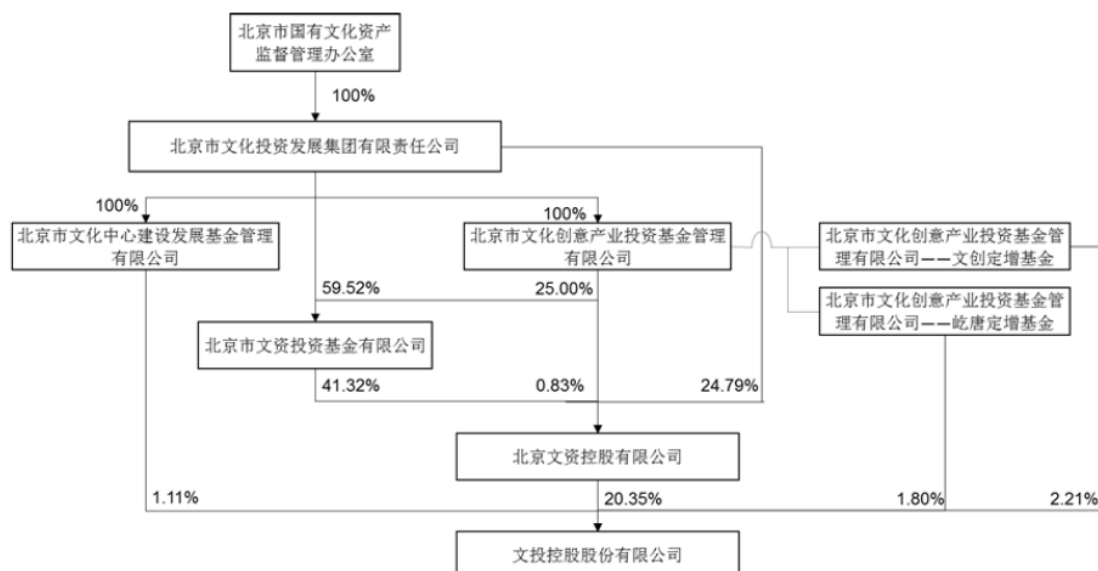 北京市国有文化资产
监督管理办公室
100%
北京市文化投资发展集团有限责任公司
100%
100%
北京市文化中心建设发展基金管理
有限公司
北京市文化创意产业投资基金管理
有限公司
北京市文化创意产业投资基金管
理有限公司——文创定增基金
59.52%
25.00%
北京市文化创意产业投资基金管
理有限公司——屹唐定增基金
北京市文资投资基金有限公司
41.32%
0.83%
24.79%
北京文资控股有限公司
1.11%
20.35%
1.80%
2.21%
文投控股股份有限公司